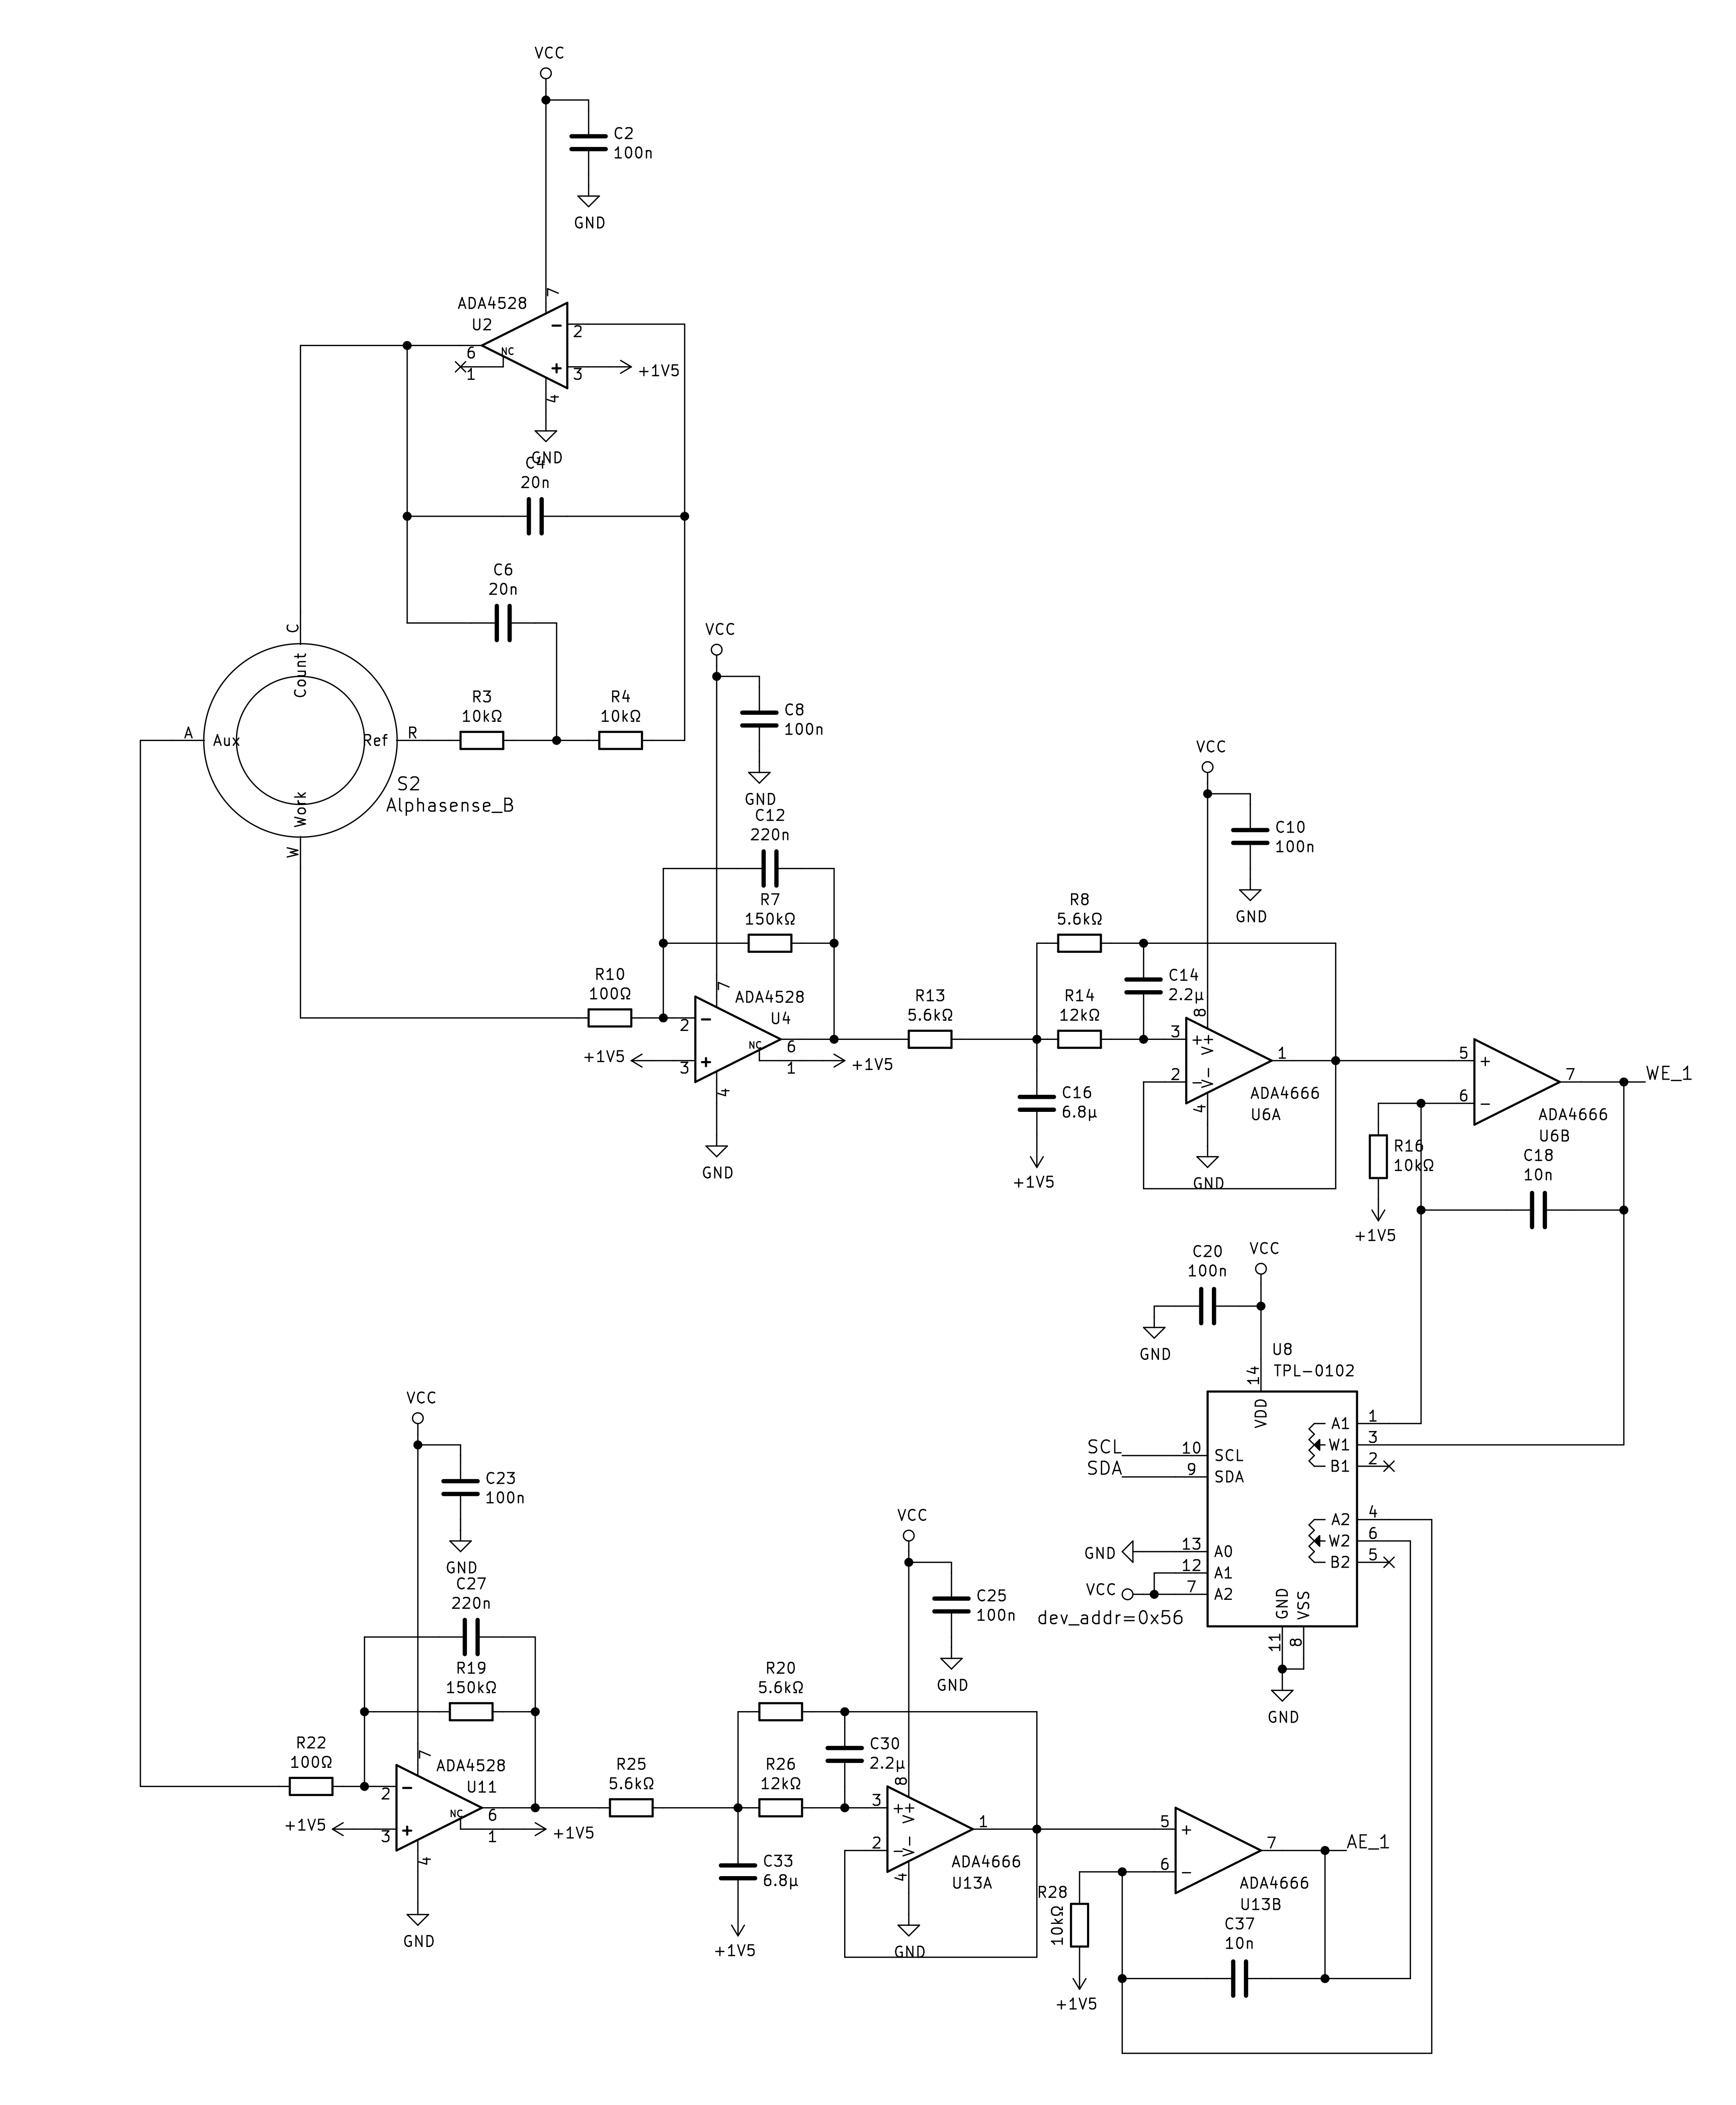 VCC
C2
100n
GND
7
ADA4528
U2
2
6
NC
1
3
+1V5
4
GND
C4
20n
C6
20n
C
Count
VCC
R3
10kΩ
R4
10kΩ
C8
100n
A
Aux
Ref
R
S2
Alphasense_B
Work
W
GND
VCC
C12
220n
C10
100n
R7
150kΩ
R8
5.6kΩ
GND
R10
100Ω
7
ADA4528
U4
2
+1V5
3
NC
6
1
+1V5
4
GND
R13
5.6kΩ
R14
12kΩ
C14
2.2µ
8
3
V+
1
2
V-
4
C16
6.8µ
+1V5
ADA4666
U6A
GND
5
6
7
WE_1
ADA4666
U6B
R16
10kΩ
C18
10n
+1V5
C20
100n
VCC
GND
U8
TPL-0102
14
VDD
VCC
C23
100n
GND
SCL
10
SCL
SDA
9
SDA
A1
1
W1
3
B1
2
A2
4
W2
6
B2
5
GND
13
A0
12
A1
VCC
7
A2
dev_addr=0x56
GND
VSS
11
8
GND
VCC
C25
100n
GND
C27
220n
R19
150kΩ
R20
5.6kΩ
R22
100Ω
7
ADA4528
U11
2
+1V5
3
NC
6
1
+1V5
4
GND
R25
5.6kΩ
R26
12kΩ
C30
2.2µ
8
3
V+
1
2
V-
4
C33
6.8µ
+1V5
ADA4666
U13A
GND
5
6
7
AE_1
ADA4666
U13B
R28
10kΩ
C37
10n
+1V5